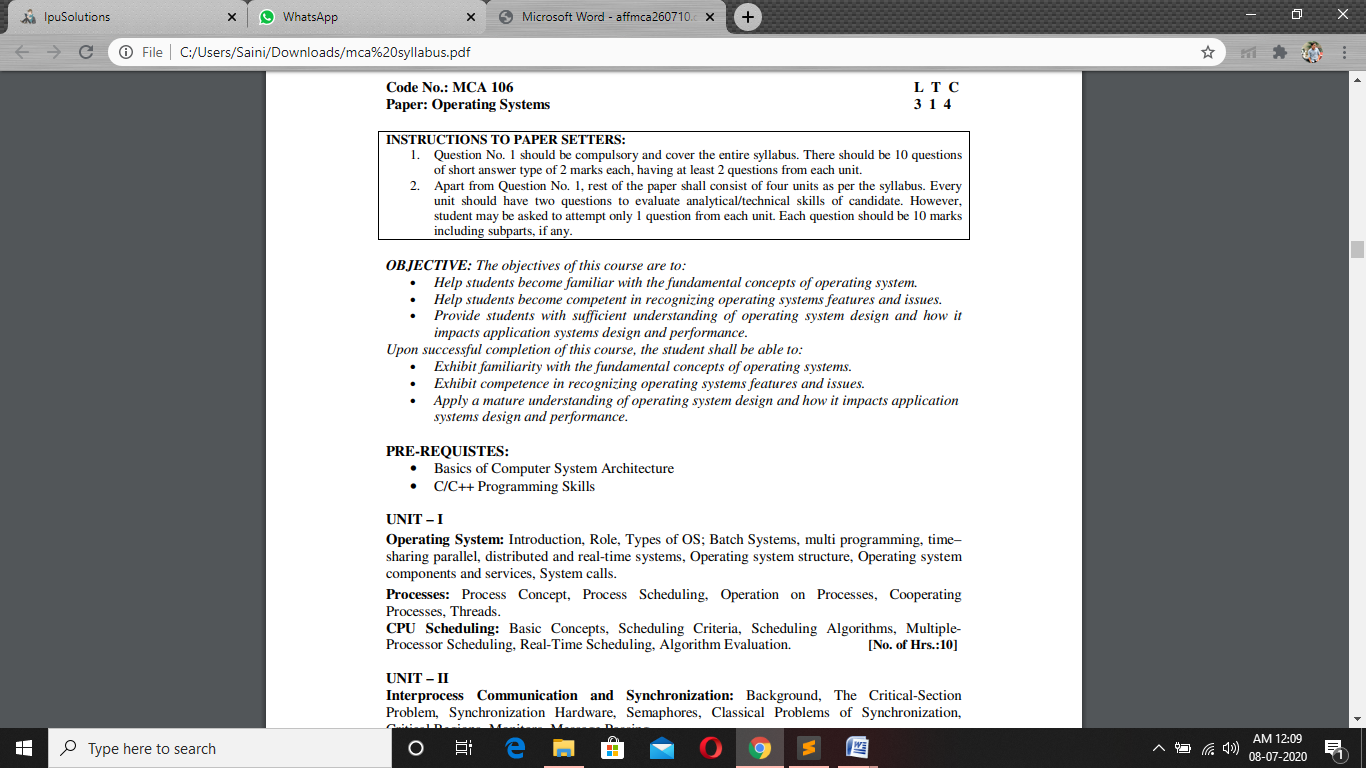 IpuSolutions
WhatsApp
Microsoft Word - affmca260710.
File
C:/Users/Saini/Downloads/mca%20syllabus.pdf
Code No.: MCA 106 L T C
Paper: Operating Systems 3 1 4
INSTRUCTIONS TO PAPER SETTERS:
1. Question No. 1 should be compulsory and cover the entire syllabus. There should be 10 questions
of short answer type of 2 marks each, having at least 2 questions from each unit.
2. Apart from Question No. 1, rest of the paper shall consist of four units as per the syllabus. Every
unit should have two questions to evaluate analytical/technical skills of candidate. However,
student may be asked to attempt only 1 question from each unit. Each question should be 10 marks
including subparts, if any.
OBJECTIVE: The objectives of this course are to:
• Help students become familiar with the fundamental concepts of operating system.
• Help students become competent in recognizing operating systems features and issues.
• Provide students with sufficient understanding of operating system design and how it
impacts application systems design and performance.
Upon successful completion of this course, the student shall be able to:
• Exhibit familiarity with the fundamental concepts of operating systems.
• Exhibit competence in recognizing operating systems features and issues.
• Apply a mature understanding of operating system design and how it impacts application
systems design and performance.
PRE-REQUISTES:
• Basics of Computer System Architecture
• C/C++ Programming Skills
UNIT – I
Operating System: Introduction, Role, Types of OS; Batch Systems, multi programming, time–
sharing parallel, distributed and real-time systems, Operating system structure, Operating system
components and services, System calls.
Processes: Process Concept, Process Scheduling, Operation on Processes, Cooperating
Processes, Threads.
CPU Scheduling: Basic Concepts, Scheduling Criteria, Scheduling Algorithms, Multiple-
Processor Scheduling, Real-Time Scheduling, Algorithm Evaluation. [No. of Hrs.:10]
UNIT – II
Interprocess Communication and Synchronization: Background, The Critical-Section
Problem, Synchronization Hardware, Semaphores, Classical Problems of Synchronization,
Type here to search
AM 12:09
08-07-2020
1